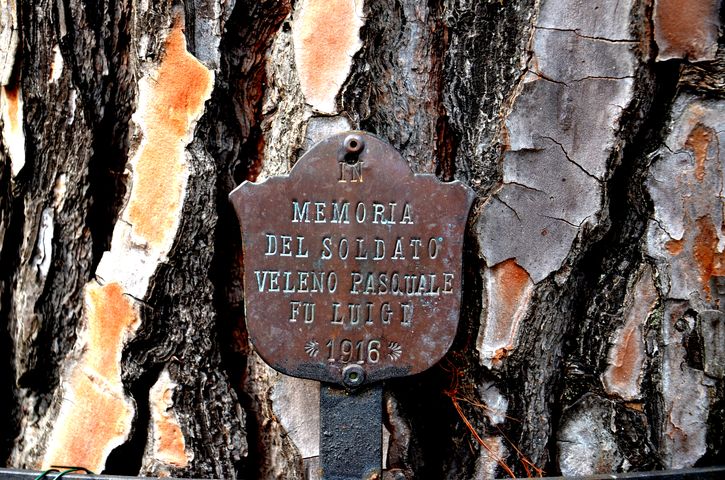 IN
MEMORIA
DEL SOLDATO
VELENO PASQUALE
FU LUIGI
* 1916 *